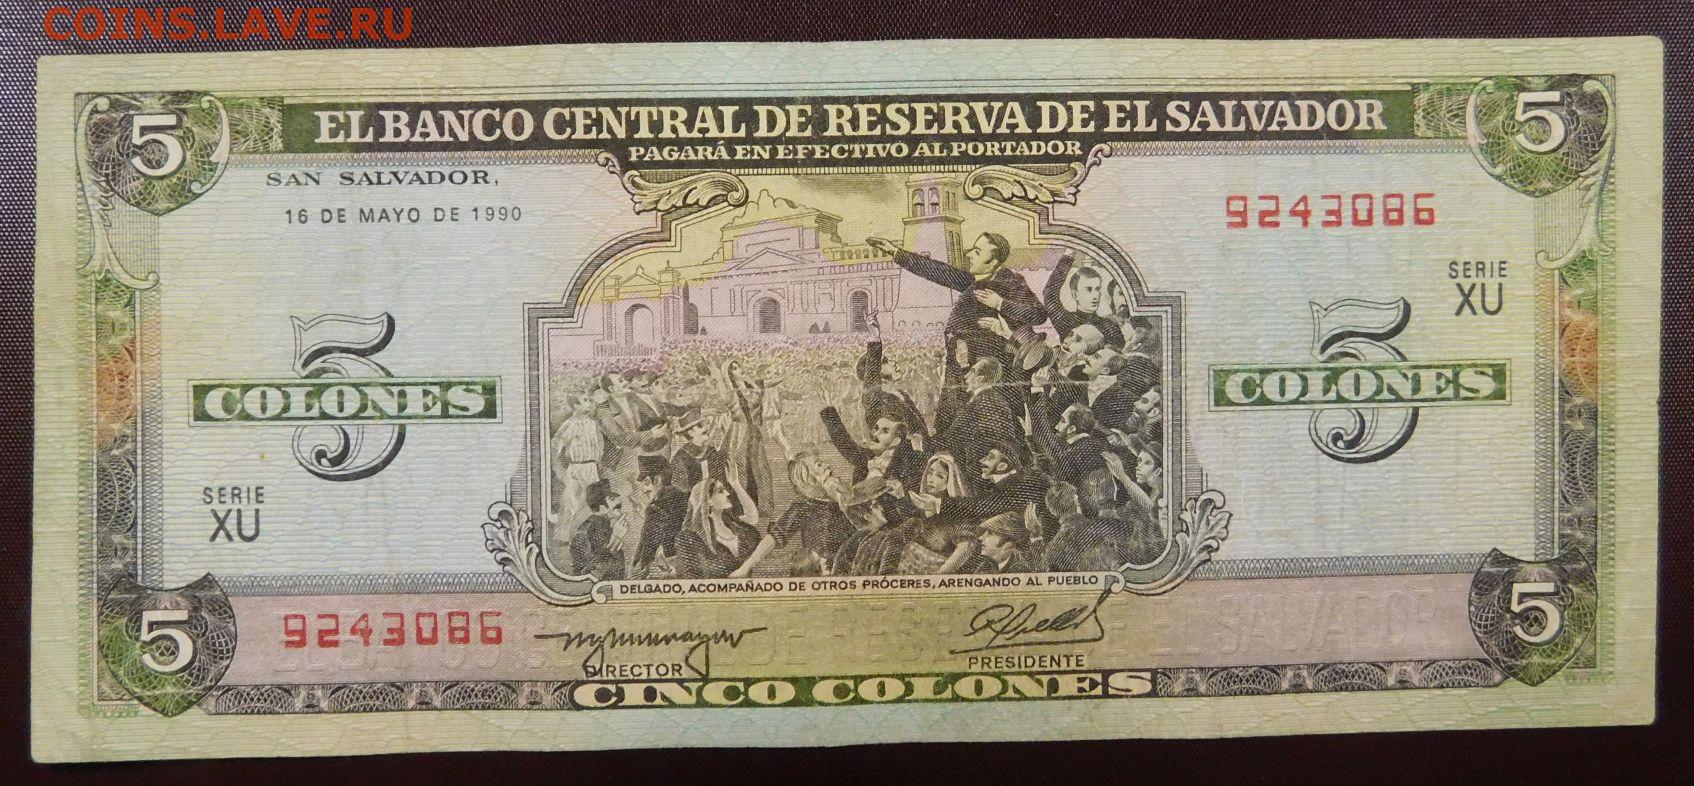 COINS.LAVE.RU
5 5
EL BANCO CENTRAL DE RESERVA DE EL SALVADOR
PAGARÁ EN EFECTIVO AL PORTADOR
SAN SALVADOR,
16 DE MAYO DE 1990
9243086
SERIE
XU
5
COLONES
5
COLONES
SERIE
XU
DELGADO, ACOMPAÑADO DE OTROS PRÓCERES, ARENGANDO AL PUEBLO
5 5
9243086
DIRECTOR
PRESIDENTE
CINCO COLONES